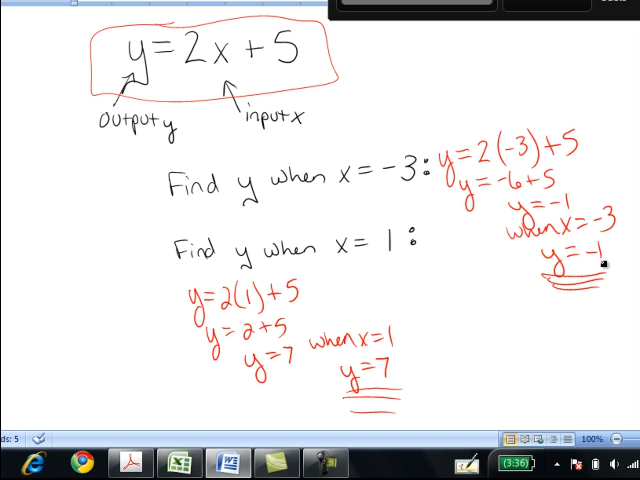 y = 2x + 5
output y
input x
Find y when x = -3:
y = 2(-3) + 5
y = -6 + 5
y = -1
when x = -3
y = -1
Find y when x = 1:
y = 2(1) + 5
y = 2 + 5
y = 7
when x = 1
y = 7
ds: 5
100%
(3:36)